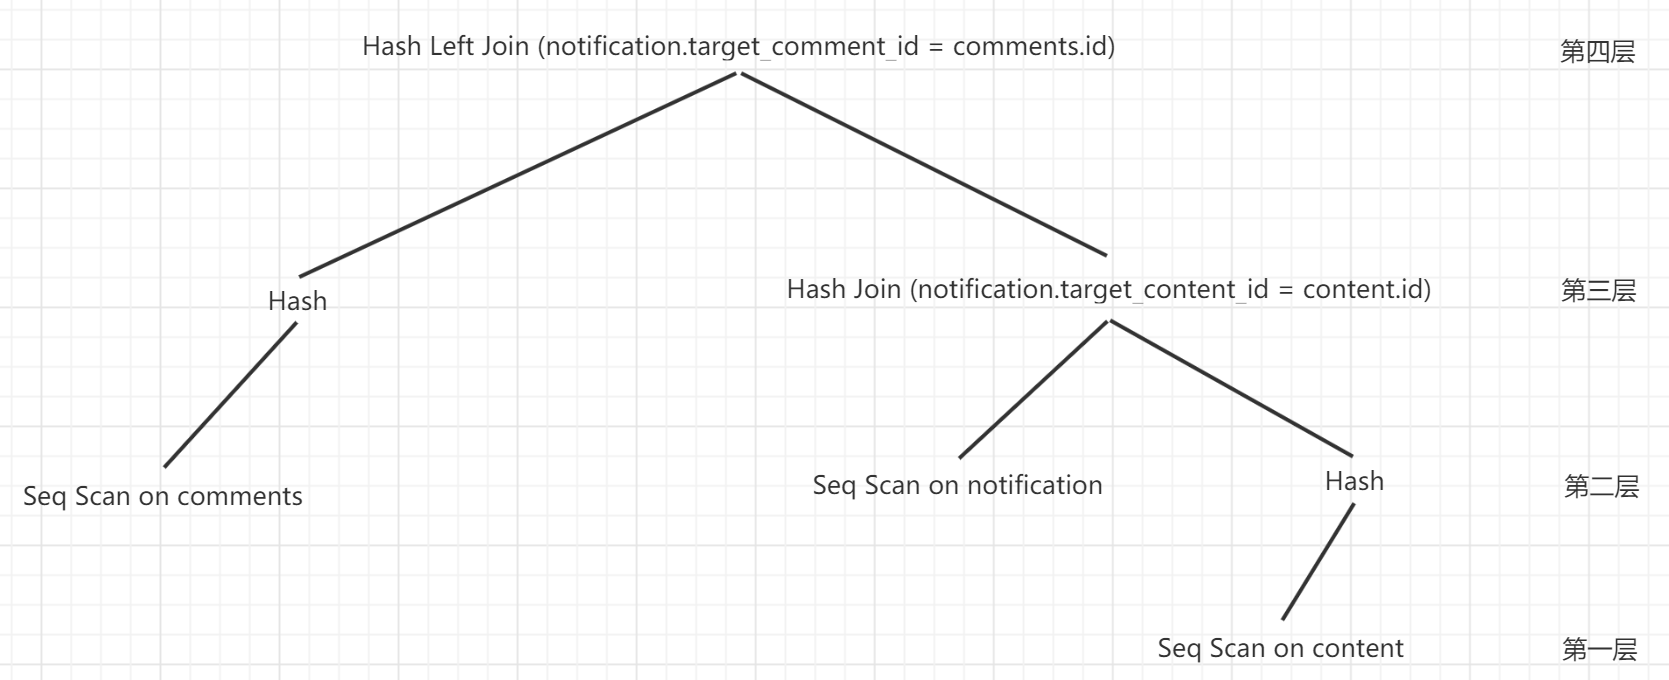 Hash Left Join (notification.target_comment_id = comments.id)
第四层
Hash
Hash Join (notification.target_content_id = content.id)
第三层
Seq Scan on comments
Seq Scan on notification
Hash
第二层
Seq Scan on content
第一层